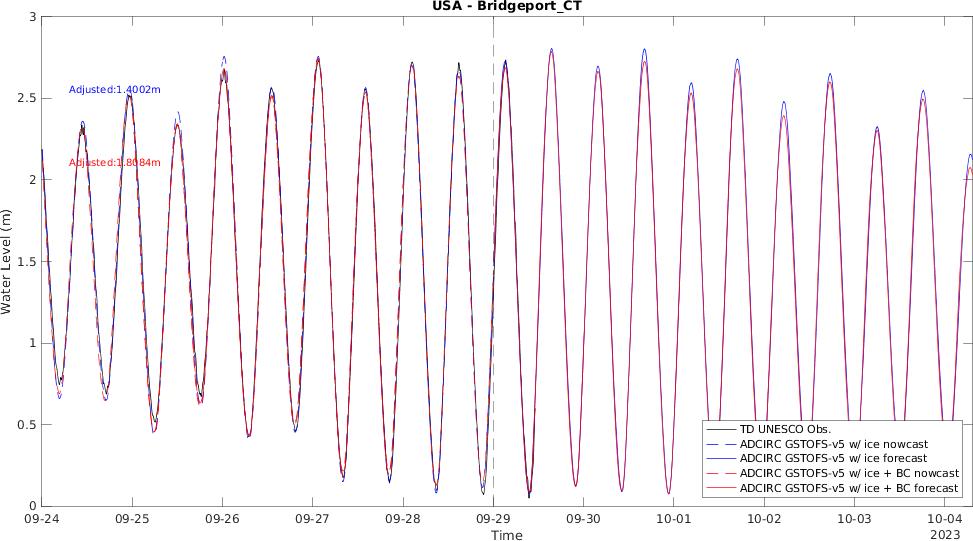 USA - Bridgeport_CT
3
2.5
2
1.5
1
0.5
0
Water Level (m)
Adjusted:1.4002m
Adjusted:1.8084m
TD UNESCO Obs.
ADCIRC GSTOFS-v5 w/ ice nowcast
ADCIRC GSTOFS-v5 w/ ice forecast
ADCIRC GSTOFS-v5 w/ ice + BC nowcast
ADCIRC GSTOFS-v5 w/ ice + BC forecast
09-24 09-25 09-26 09-27 09-28 09-29 09-30 10-01 10-02 10-03 10-04
Time
2023